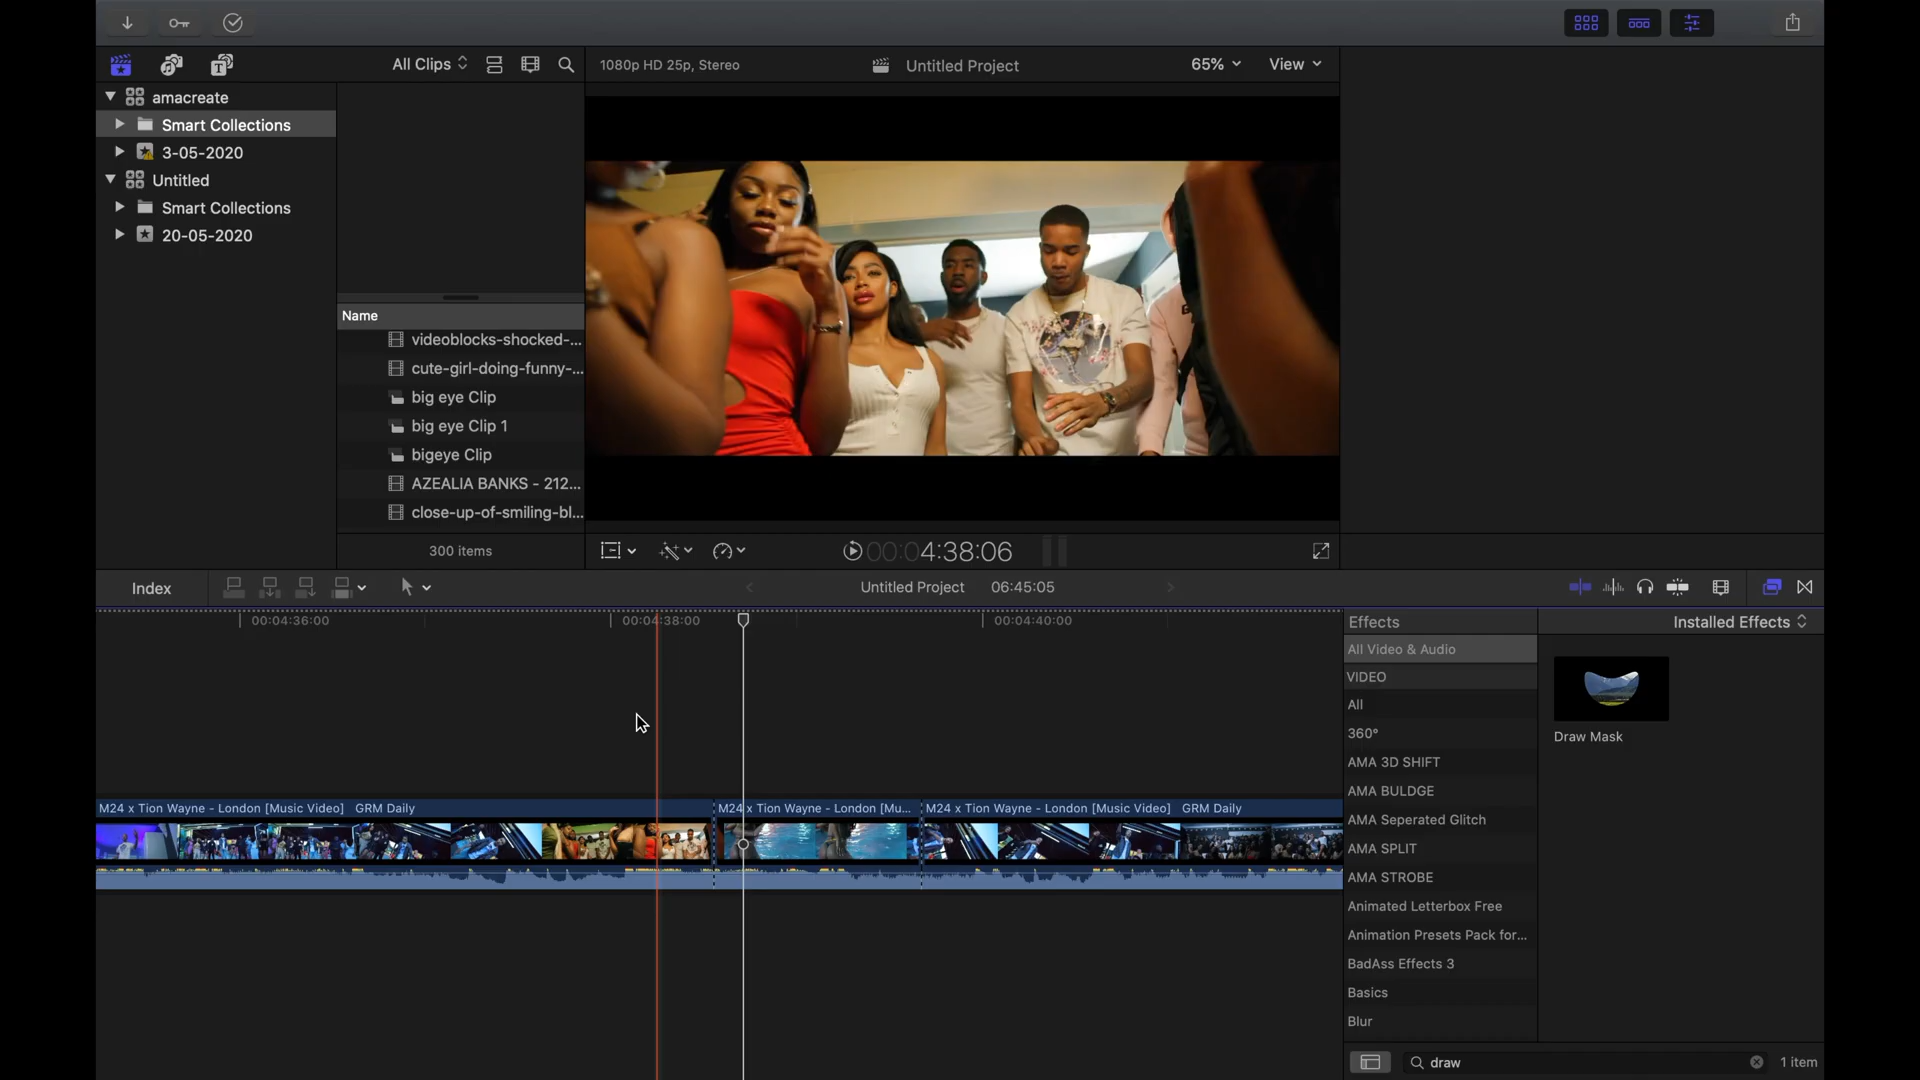 All Clips
1080p HD 25p, Stereo
Untitled Project
65%
View
amacreate
Smart Collections
3-05-2020
Untitled
Smart Collections
20-05-2020
Name
videoblocks-shocked-...
cute-girl-doing-funny-...
big eye Clip
big eye Clip 1
bigeye Clip
AZEALIA BANKS - 212...
close-up-of-smiling-bl...
300 items
00:04:38:06
Index
Untitled Project
06:45:05
00:04:36:00
00:04:38:00
00:04:40:00
M24 x Tion Wayne - London [Music Video] GRM Daily
M24 x Tion Wayne - London [Mu...
M24 x Tion Wayne - London [Music Video] GRM Daily
Effects
Installed Effects
All Video & Audio
VIDEO
All
360°
AMA 3D SHIFT
AMA BULDGE
AMA Seperated Glitch
AMA SPLIT
AMA STROBE
Animated Letterbox Free
Animation Presets Pack for...
BadAss Effects 3
Basics
Blur
Draw Mask
draw
1 item